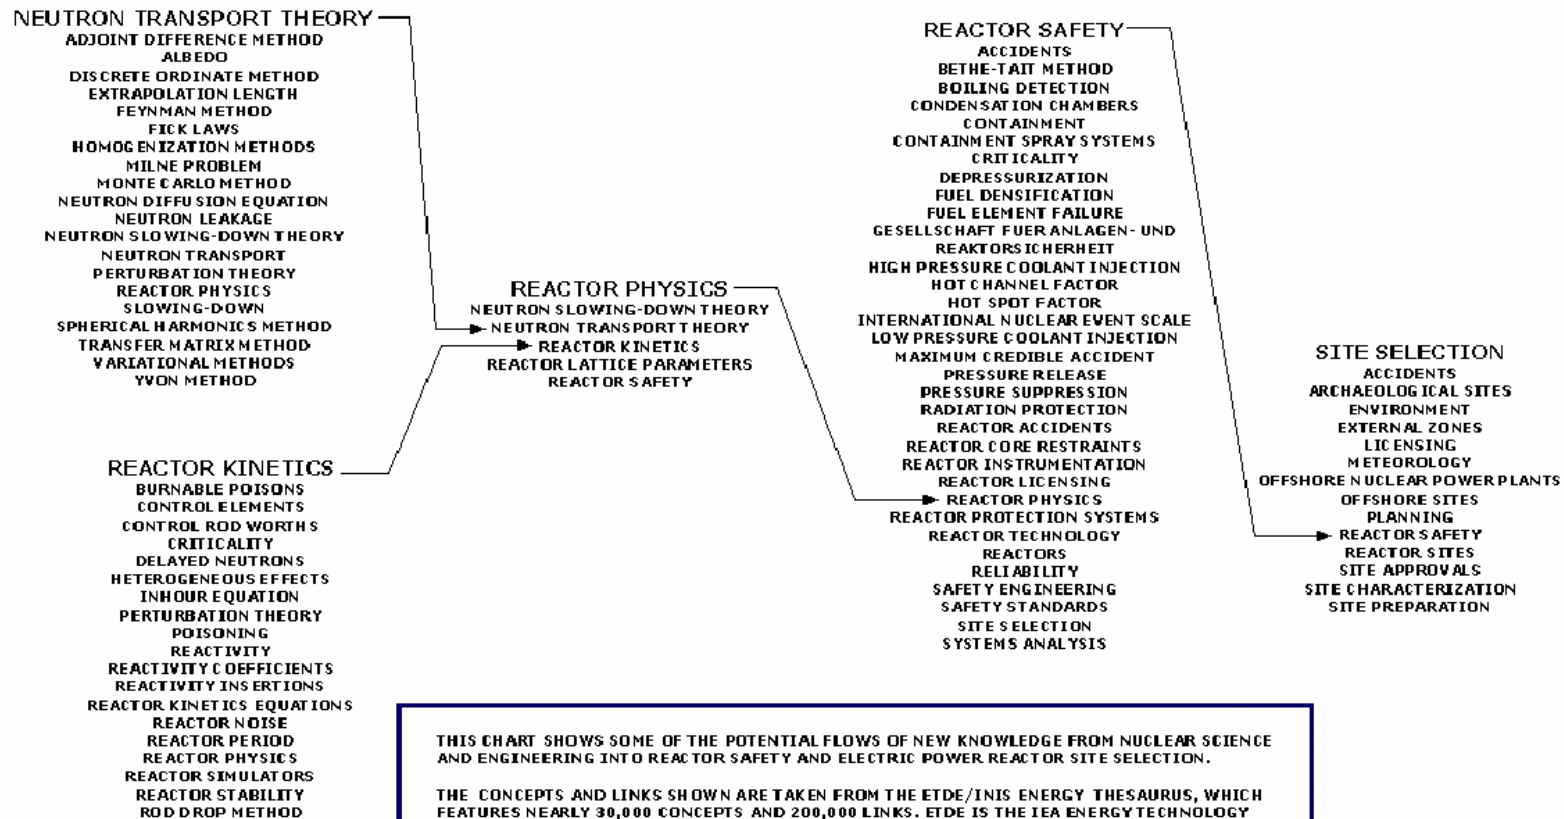 NEUTRON TRANSPORT THEORY
ADJOINT DIFFERENCE METHOD
ALBEDO
DISCRETE ORDINATE METHOD
EXTRAPOLATION LENGTH
FEYNMAN METHOD
FICK LAWS
HOMOGENIZATION METHODS
MILNE PROBLEM
MONTE CARLO METHOD
NEUTRON DIFFUSION EQUATION
NEUTRON LEAKAGE
NEUTRON SLOWING-DOWN THEORY
NEUTRON TRANSPORT
PERTURBATION THEORY
REACTOR PHYSICS
SLOWING-DOWN
SPHERICAL HARMONICS METHOD
TRANSFER MATRIX METHOD
VARIATIONAL METHODS
YVON METHOD
REACTOR KINETICS
BURNABLE POISONS
CONTROL ELEMENTS
CONTROL ROD WORTHS
CRITICALITY
DELAYED NEUTRONS
HETEROGENEOUS EFFECTS
INHOUR EQUATION
PERTURBATION THEORY
POISONING
REACTIVITY
REACTIVITY COEFFICIENTS
REACTIVITY INSERTIONS
REACTOR KINETICS EQUATIONS
REACTOR NOISE
REACTOR PERIOD
REACTOR PHYSICS
REACTOR SIMULATORS
REACTOR STABILITY
ROD DROP METHOD
REACTOR PHYSICS
NEUTRON SLOWING-DOWN THEORY
NEUTRON TRANSPORT THEORY
REACTOR KINETICS
REACTOR LATTICE PARAMETERS
REACTOR SAFETY
REACTOR SAFETY
ACCIDENTS
BETHE-TAIT METHOD
BOILING DETECTION
CONDENSATION CHAMBERS
CONTAINMENT
CONTAINMENT SPRAY SYSTEMS
CRITICALITY
DEPRESSURIZATION
FUEL DENSIFICATION
FUEL ELEMENT FAILURE
GESELLSCHAFT FUER ANLAGEN- UND
REAKTORSICHERHEIT
HIGH PRESSURE COOLANT INJECTION
HOT CHANNEL FACTOR
HOT SPOT FACTOR
INTERNATIONAL NUCLEAR EVENT SCALE
LOW PRESSURE COOLANT INJECTION
MAXIMUM CREDIBLE ACCIDENT
PRESSURE RELEASE
PRESSURE SUPPRESSION
RADIATION PROTECTION
REACTOR ACCIDENTS
REACTOR CORE RESTRAINTS
REACTOR INSTRUMENTATION
REACTOR LICENSING
REACTOR PHYSICS
REACTOR PROTECTION SYSTEMS
REACTOR TECHNOLOGY
REACTORS
RELIABILITY
SAFETY ENGINEERING
SAFETY STANDARDS
SITE SELECTION
SYSTEMS ANALYSIS
SITE SELECTION
ACCIDENTS
ARCHAEOLOGICAL SITES
ENVIRONMENT
EXTERNAL ZONES
LICENSING
METEOROLOGY
OFFSHORE NUCLEAR POWER PLANTS
OFFSHORE SITES
PLANNING
REACTOR SAFETY
REACTOR SITES
SITE APPROVALS
SITE CHARACTERIZATION
SITE PREPARATION
THIS CHART SHOWS SOME OF THE POTENTIAL FLOWS OF NEW KNOWLEDGE FROM NUCLEAR SCIENCE
AND ENGINEERING INTO REACTOR SAFETY AND ELECTRIC POWER REACTOR SITE SELECTION.
THE CONCEPTS AND LINKS SHOWN ARE TAKEN FROM THE ETDE/INIS ENERGY THESAURUS, WHICH
FEATURES NEARLY 30,000 CONCEPTS AND 200,000 LINKS. ETDE IS THE IEA ENERGY TECHNOLOGY